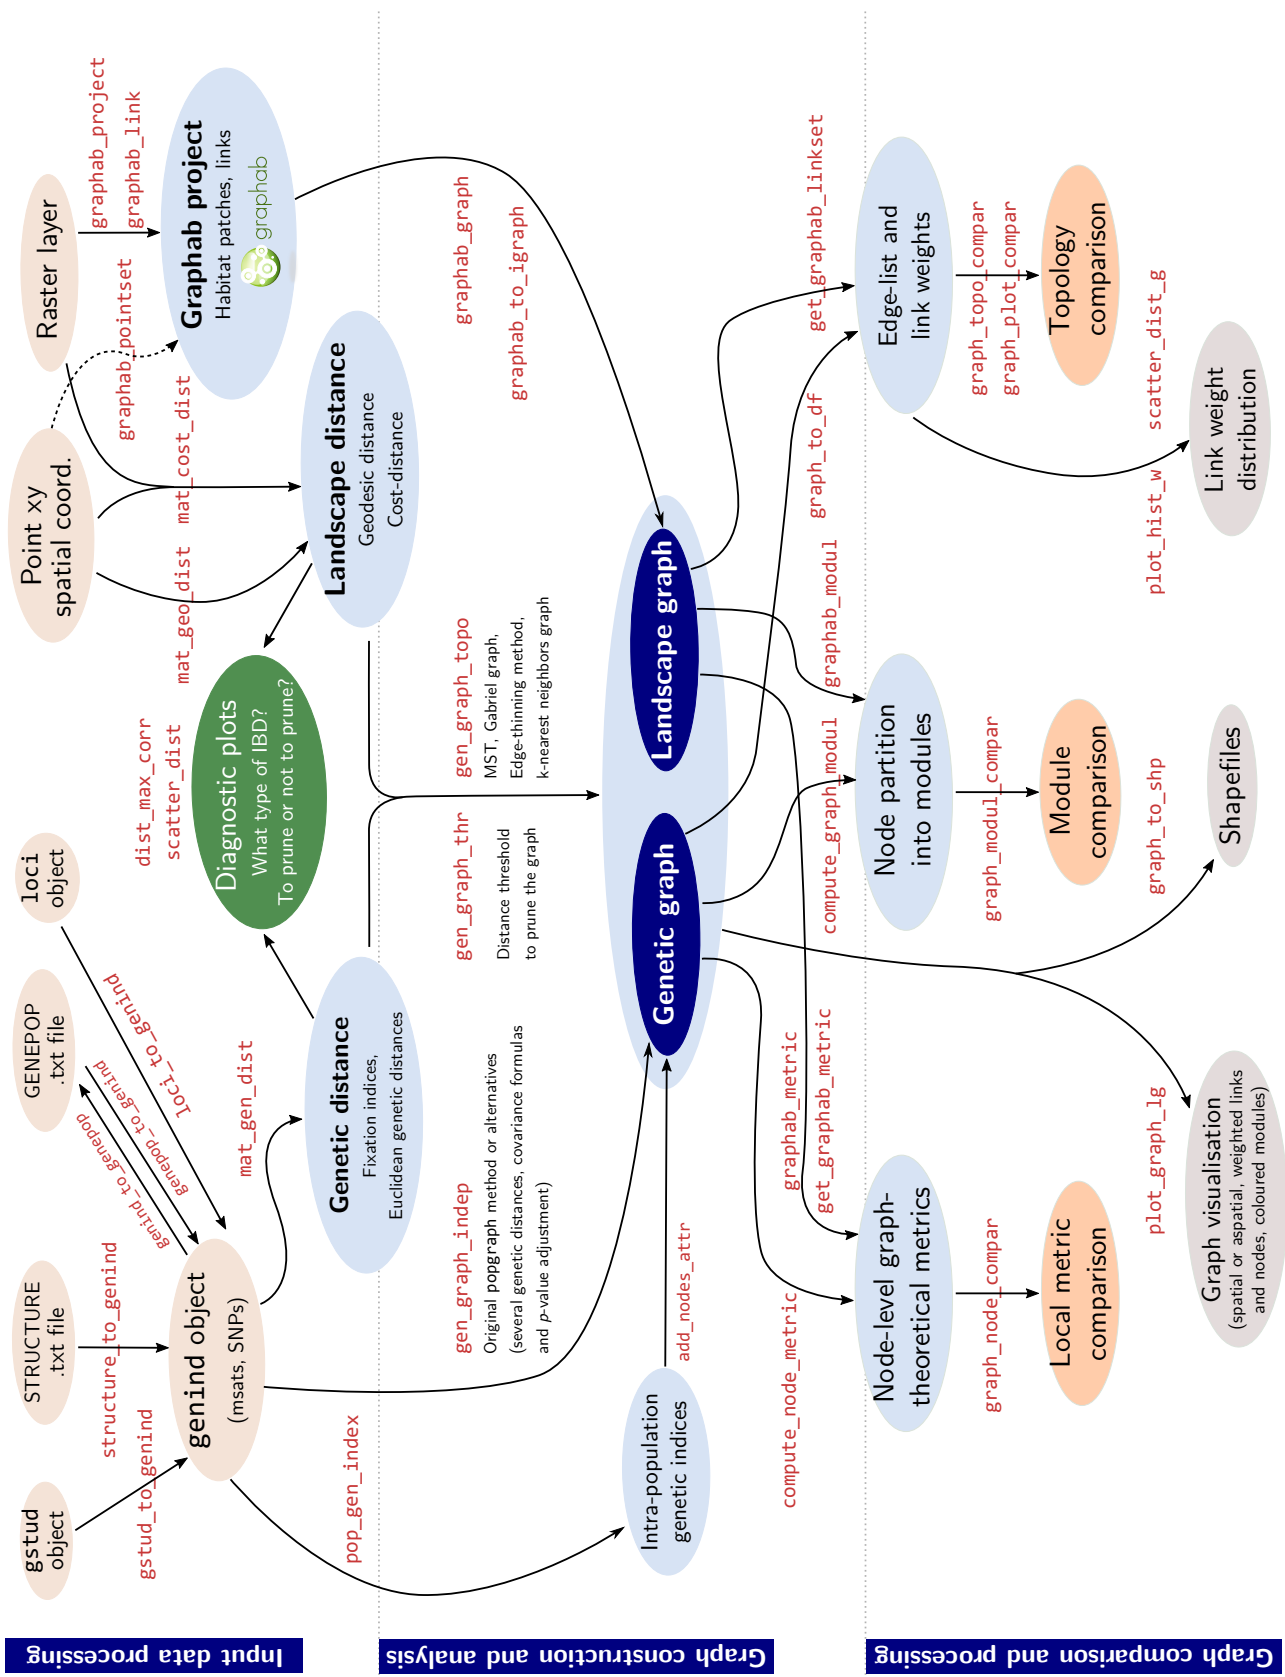 Input data processing
gstud
object
STRUCTURE
.txt file
GENEPOP
.txt file
loci
object
Point xy
spatial coord.
Raster layer
gstud_to_genind
structure_to_genind
genind_to_genepop
genepop_to_genind
loci_to_genind
dist_max_corr
scatter_dist
mat_geo_dist
mat_cost_dist
graphab_pointset
graphab_project
graphab_link
genind object
(msats, SNPs)
mat_gen_dist
Diagnostic plots
What type of IBD?
To prune or not to prune?
Graphab project
Habitat patches, links
graphab
pop_gen_index
Genetic distance
Fixation indices,
Euclidean genetic distances
Landscape distance
Geodesic distance
Cost-distance
Graph construction and analysis
gen_graph_indep
Original popgraph method or alternatives
(several genetic distances, covariance formulas
and p-value adjustment)
gen_graph_thr
Distance threshold
to prune the graph
gen_graph_topo
MST, Gabriel graph,
Edge-thinning method,
k-nearest neighbors graph
graphab_graph
graphab_to_igraph
Intra-population
genetic indices
add_nodes_attr
Genetic graph
Landscape graph
compute_node_metric
graphab_metric
get_graphab_metric
compute_graph_modul
graphab_modul
graph_to_df
get_graphab_linkset
Graph comparison and processing
Node-level graph-
theoretical metrics
Node partition
into modules
Edge-list and
link weights
graph_node_compar
graph_modul_compar
graph_topo_compar
graph_plot_compar
Local metric
comparison
Module
comparison
Topology
comparison
plot_graph_lg
graph_to_shp
plot_hist_w
scatter_dist_g
Graph visualisation
(spatial or aspatial, weighted links
and nodes, coloured modules)
Shapefiles
Link weight
distribution